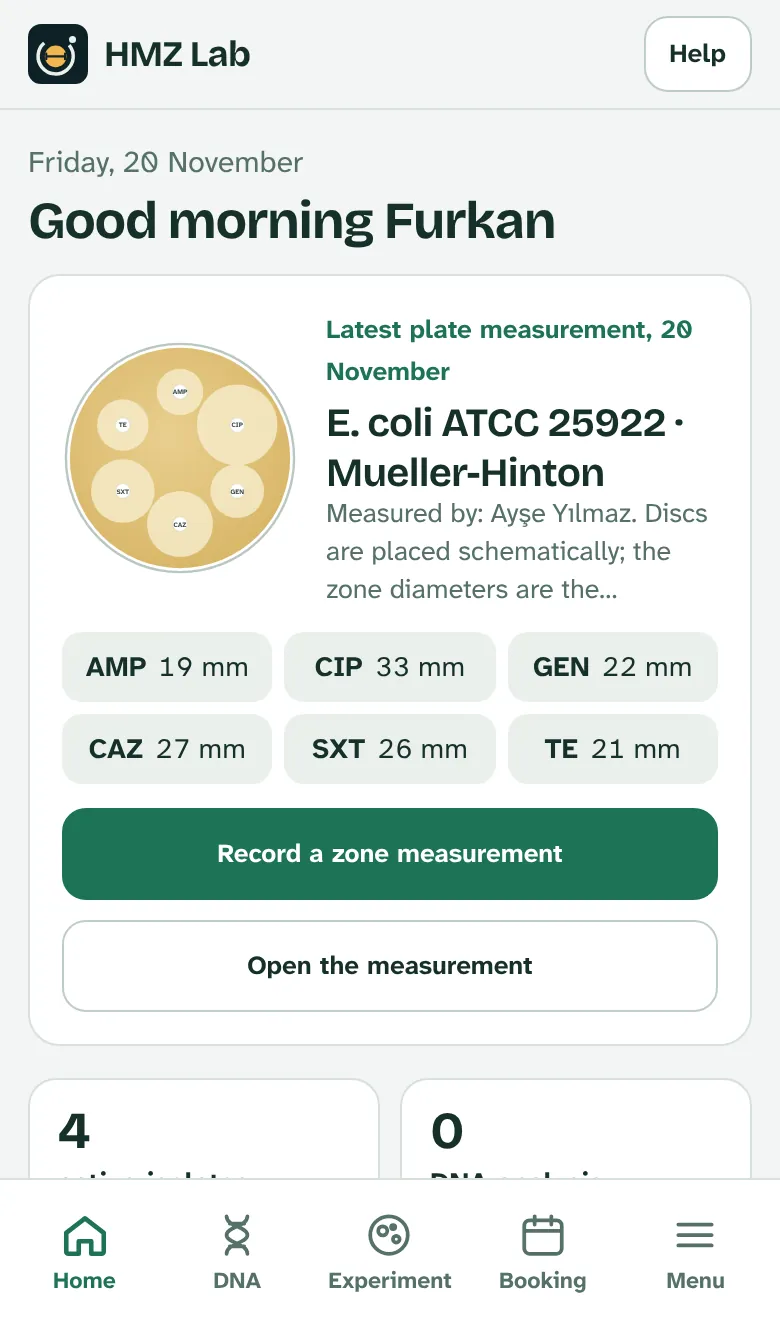 HMZ Lab
Help
Friday, 20 November
Good morning Furkan
Latest plate measurement, 20
November
E. coli ATCC 25922 ·
Mueller-Hinton
Measured by: Ayşe Yılmaz. Discs
are placed schematically; the
zone diameters are the...
AMP
TE
CIP
SXT
GEN
CAZ
AMP 19 mm
CIP 33 mm
GEN 22 mm
CAZ 27 mm
SXT 26 mm
TE 21 mm
Record a zone measurement
Open the measurement
4
0
Home
DNA
Experiment
Booking
Menu